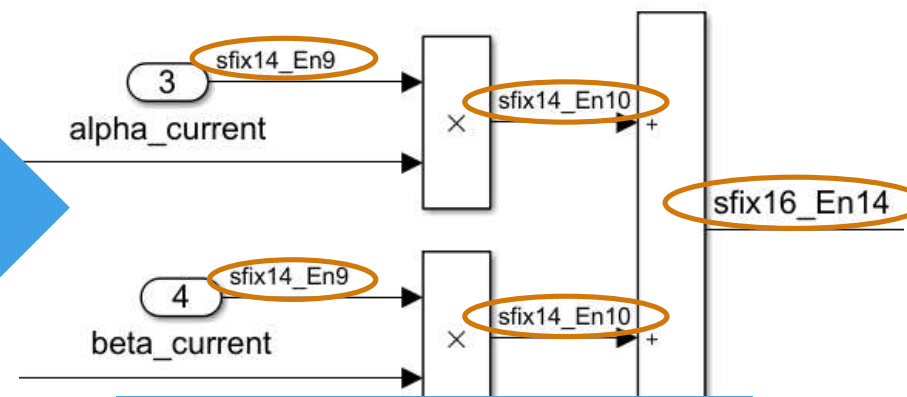 sfix14_En9
3
alpha_current
×
sfix14_En10
+
sfix16_En14
sfix14_En9
4
beta_current
×
sfix14_En10
+